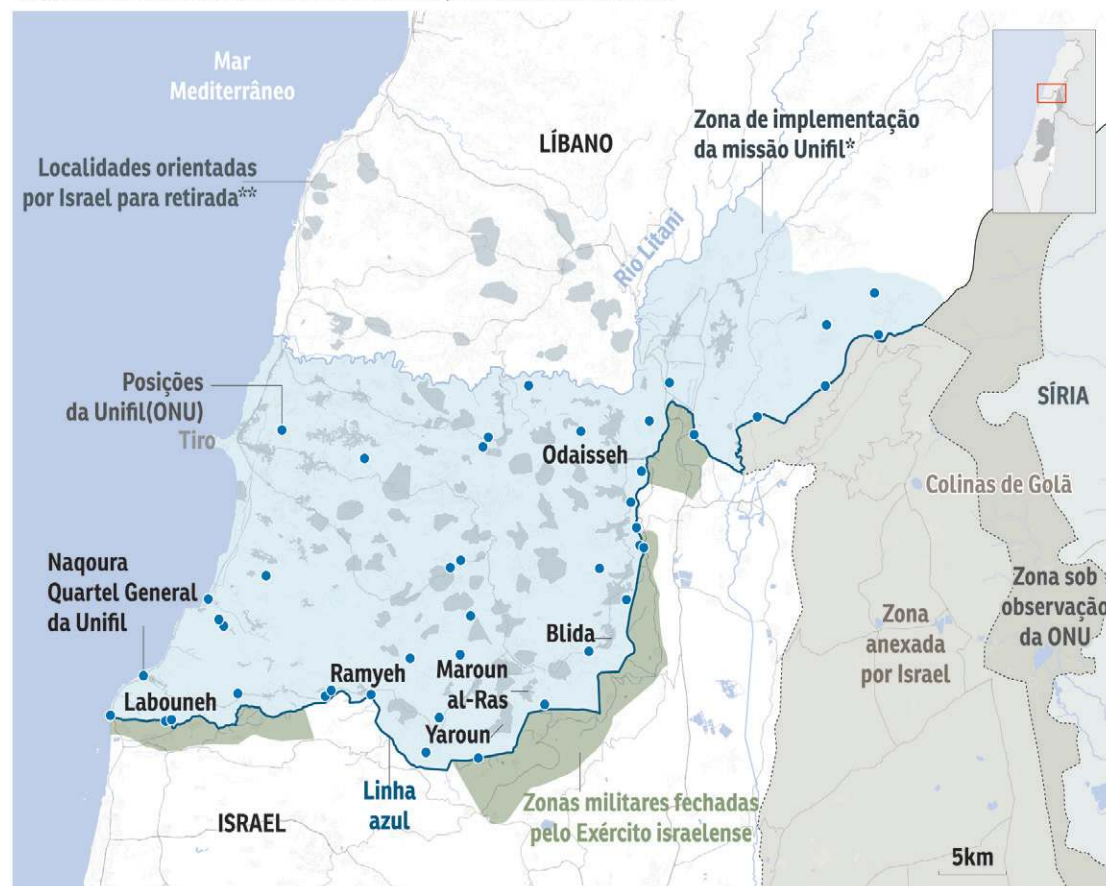 Mar
Mediterrâneo
Localidades orientadas
por Israel para retirada**
LÍBANO
Zona de implementação
da missão Unifil*
Rio Litani
Posições
da Unifil(ONU)
Tiro
Odaisseh
SÍRIA
Colinas de Golã
Naqoura
Quartel General
da Unifil
Zona sob
observação
da ONU
Zona
anexada
por Israel
Blida
Ramyeh
Maroun
al-Ras
Labouneh
Yaroun
Linha
azul
Zonas militares fechadas
pelo Exército israelense
ISRAEL
5km